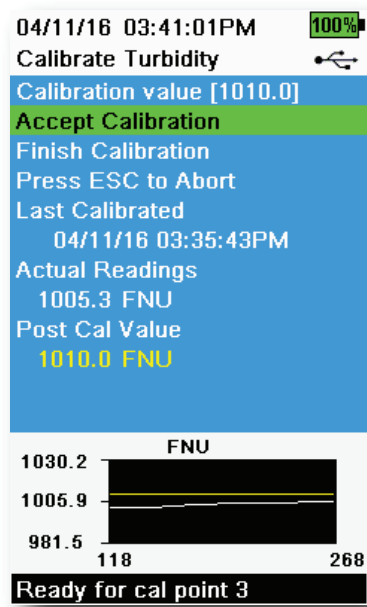 04/11/16 03:41:01PM 100%
Calibrate Turbidity
Calibration value [1010.0]
Accept Calibration
Finish Calibration
Press ESC to Abort
Last Calibrated
04/11/16 03:35:43PM
Actual Readings
1005.3 FNU
Post Cal Value
1010.0 FNU
FNU
1030.2
1005.9
981.5
118 268
Ready for cal point 3